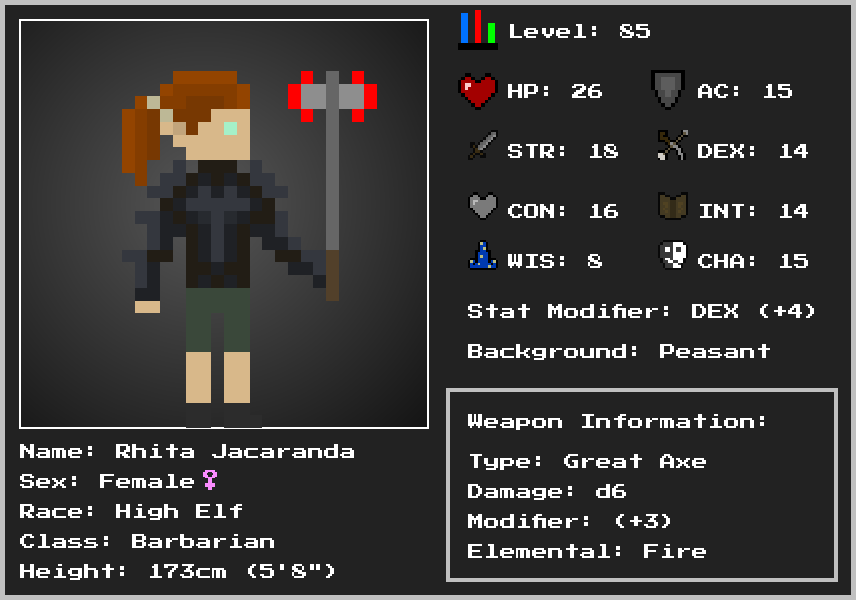 Level: 85
HP: 26
AC: 15
STR: 18
DEX: 14
CON: 16
INT: 14
WIS: 8
CHA: 15
Stat Modifier: DEX (+4)
Background: Peasant
Name: Rhita Jacaranda
Sex: Female♀
Race: High Elf
Class: Barbarian
Height: 173cm (5'8")
Weapon Information:
Type: Great Axe
Damage: d6
Modifier: (+3)
Elemental: Fire